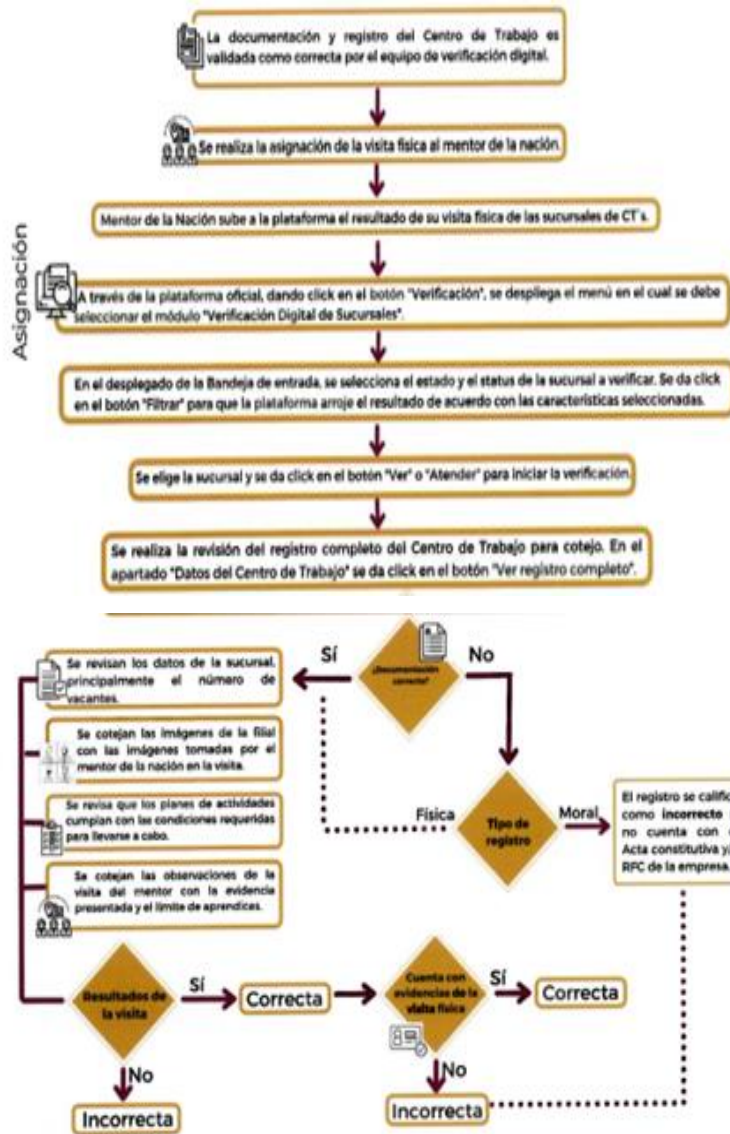 La documentación y registro del Centro de Trabajo es
validada como correcta por el equipo de verificación digital.
Se realiza la asignación de la visita física al mentor de la nación.
Mentor de la Nación sube a la plataforma el resultado de su visita física de las sucursales de CT´s.
Asignación
A través de la plataforma oficial, dando click en el botón "Verificación", se despliega el menú en el cual se debe
seleccionar el módulo "Verificación Digital de Sucursales".
En el desplegado de la Bandeja de entrada, se selecciona el estado y el status de la sucursal a verificar. Se da click
en el botón "Filtrar" para que la plataforma arroje el resultado de acuerdo con las características seleccionadas.
Se elige la sucursal y se da click en el botón "Ver" o "Atender" para iniciar la verificación.
Se realiza la revisión del registro completo del Centro de Trabajo para cotejo. En el
apartado "Datos del Centro de Trabajo" se da click en el botón "Ver registro completo".
¿Documentación
correcta?
Sí
No
Se revisan los datos de la sucursal,
principalmente el número de
vacantes.
Se cotejan las imágenes de la filial
con las imágenes tomadas por el
mentor de la nación en la visita.
Se revisa que los planes de actividades
cumplan con las condiciones requeridas
para llevarse a cabo.
Se cotejan las observaciones de la
visita del mentor con la evidencia
presentada y el límite de aprendices.
Tipo de
registro
Física
Moral
El registro se califi
como incorrecto
no cuenta con
Acta constitutiva y
RFC de la empresa.
Resultados de
la visita
Sí
Correcta
Cuenta con
evidencias de la
visita física
Sí
Correcta
No
Incorrecta
No
Incorrecta